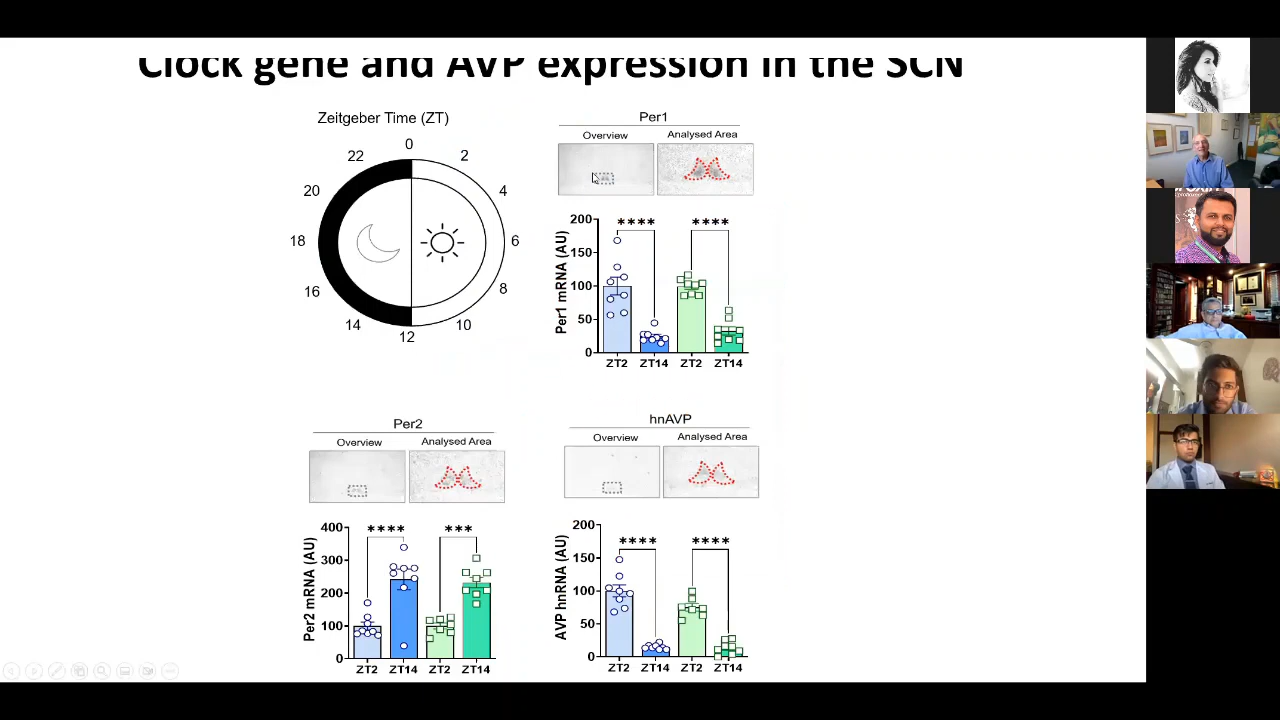 Clock gene and AVP expression in the SCN
Zeitgeber Time (ZT)
0
22 2
20 4
18 6
16 8
14 10
12
Per1
Overview Analysed Area
Per1 mRNA (AU)
200
150
100
50
0
**** ****
ZT2 ZT14 ZT2 ZT14
Per2
Overview Analysed Area
Per2 mRNA (AU)
400
300
200
100
0
**** ***
ZT2 ZT14 ZT2 ZT14
hnAVP
Overview Analysed Area
AVP hnRNA (AU)
200
150
100
50
0
**** ****
ZT2 ZT14 ZT2 ZT14